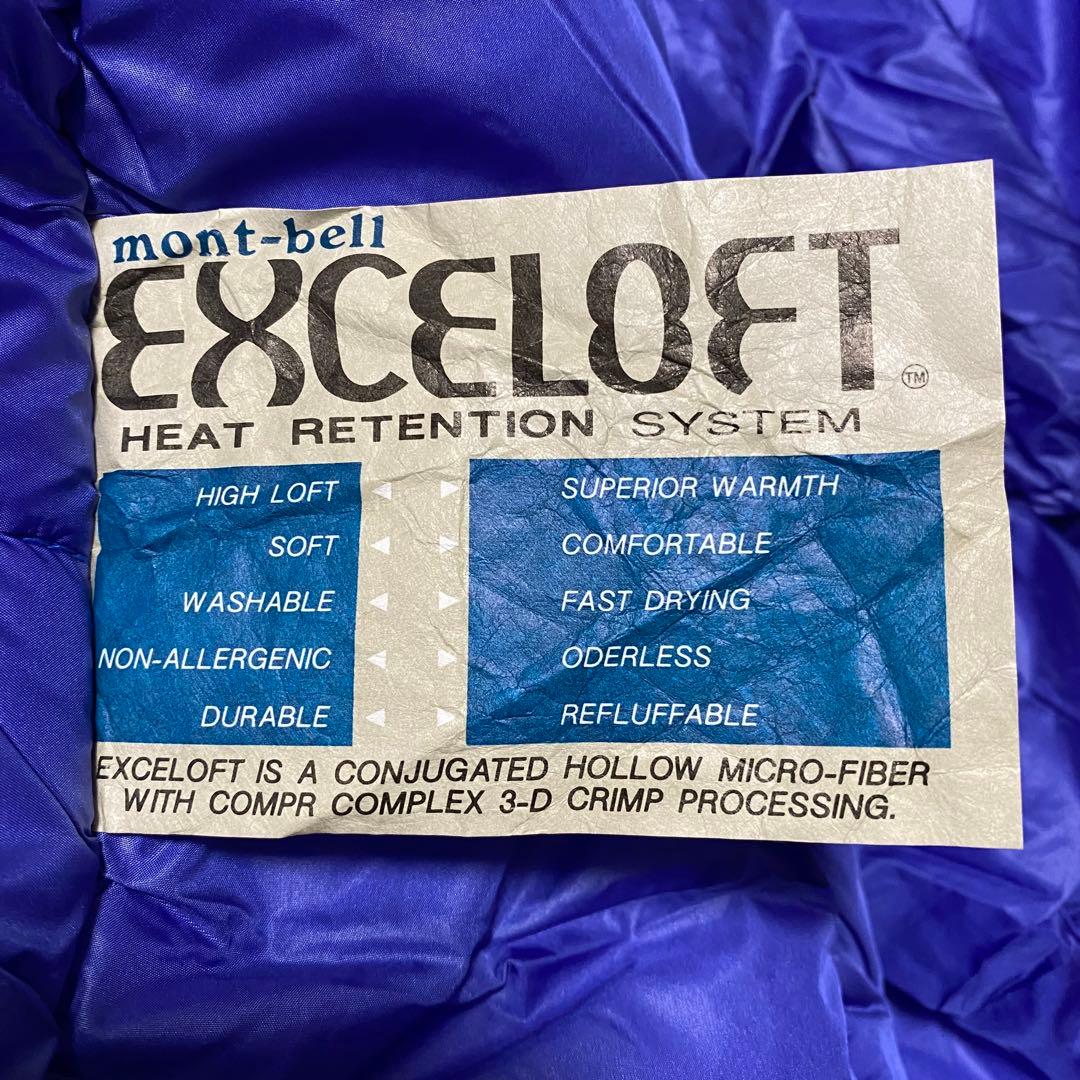 mont-bell
EXCELOFT TM
HEAT RETENTION SYSTEM
HIGH LOFT SUPERIOR WARMTH
SOFT COMFORTABLE
WASHABLE FAST DRYING
NON-ALLERGENIC ODERLESS
DURABLE REFLUFFABLE
EXCELOFT IS A CONJUGATED HOLLOW MICRO-FIBER
WITH COMPR COMPLEX 3-D CRIMP PROCESSING.